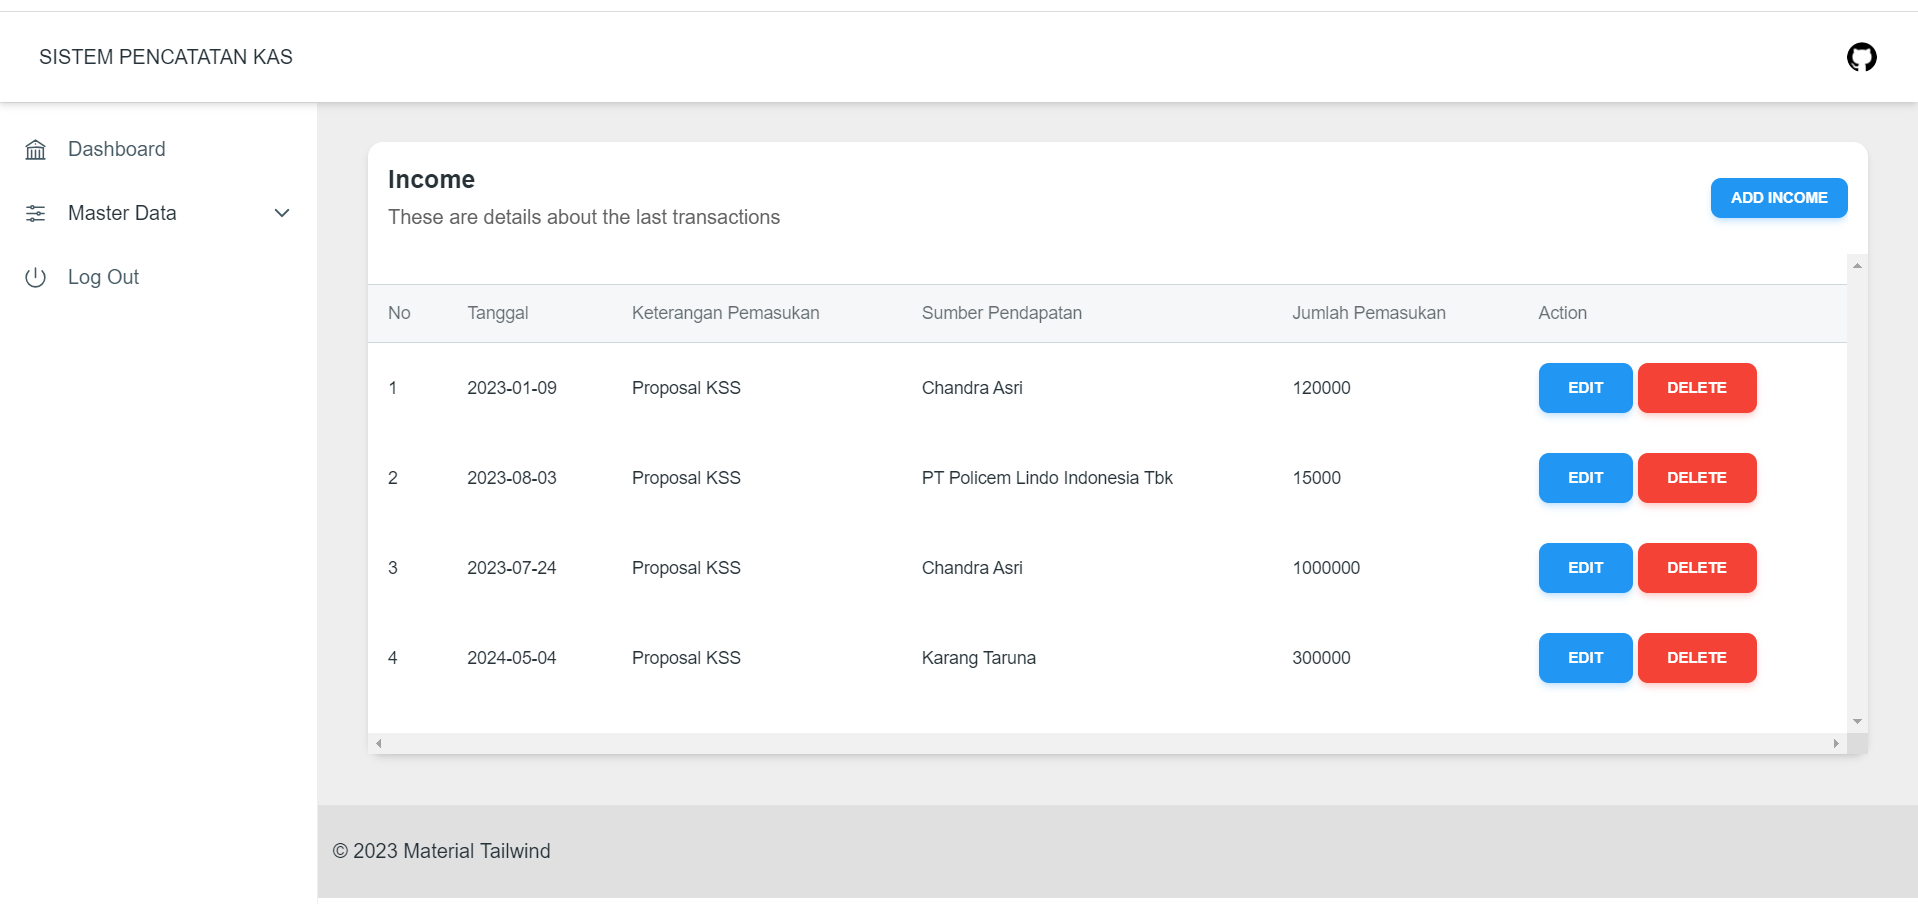 SISTEM PENCATATAN KAS
Dashboard
Master Data
Log Out
Income
These are details about the last transactions
ADD INCOME
No Tanggal Keterangan Pemasukan Sumber Pendapatan Jumlah Pemasukan Action
1 2023-01-09 Proposal KSS Chandra Asri 120000 EDIT DELETE
2 2023-08-03 Proposal KSS PT Policem Lindo Indonesia Tbk 15000 EDIT DELETE
3 2023-07-24 Proposal KSS Chandra Asri 1000000 EDIT DELETE
4 2024-05-04 Proposal KSS Karang Taruna 300000 EDIT DELETE
© 2023 Material Tailwind